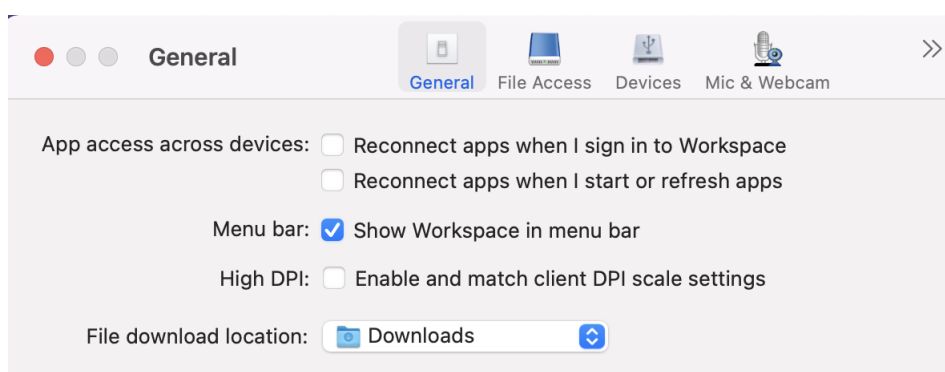 General
General File Access Devices Mic & Webcam
App access across devices: Reconnect apps when I sign in to Workspace
Reconnect apps when I start or refresh apps
Menu bar: Show Workspace in menu bar
High DPI: Enable and match client DPI scale settings
File download location: Downloads